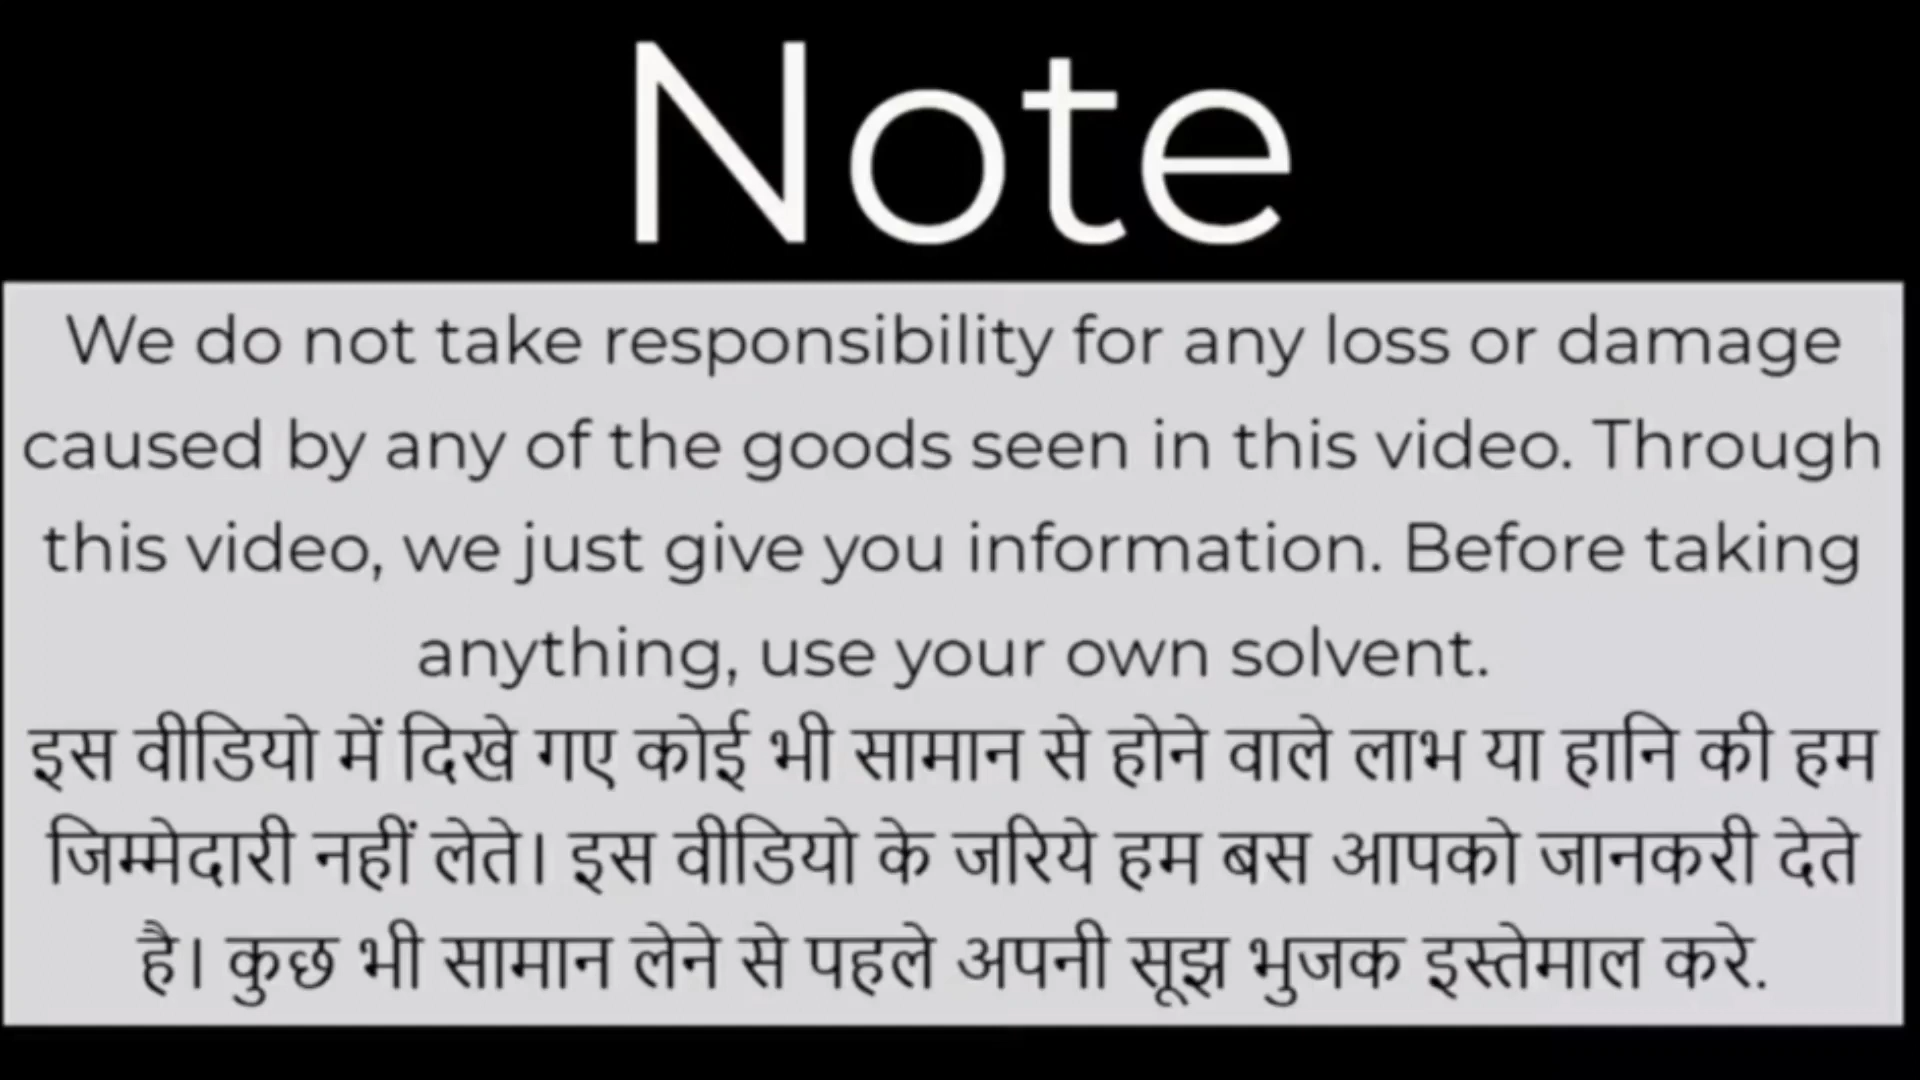 Note
We do not take responsibility for any loss or damage
caused by any of the goods seen in this video. Through
this video, we just give you information. Before taking
anything, use your own solvent.
इस वीडियो में दिखे गए कोई भी सामान से होने वाले लाभ या हानि की हम
जिम्मेदारी नहीं लेते। इस वीडियो के जरिये हम बस आपको जानकरी देते
है। कुछ भी सामान लेने से पहले अपनी सूझ भुजक इस्तेमाल करे.